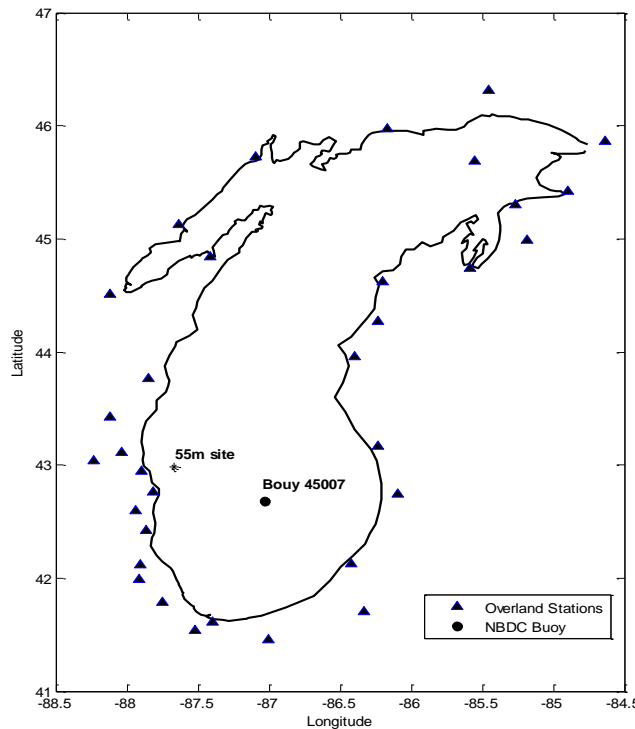 47
46
45
44
43
42
41
Latitude
55m site
Bouy 45007
Overland Stations
NBDC Buoy
-88.5 -88 -87.5 -87 -86.5 -86 -85.5 -85 -84.5
Longitude